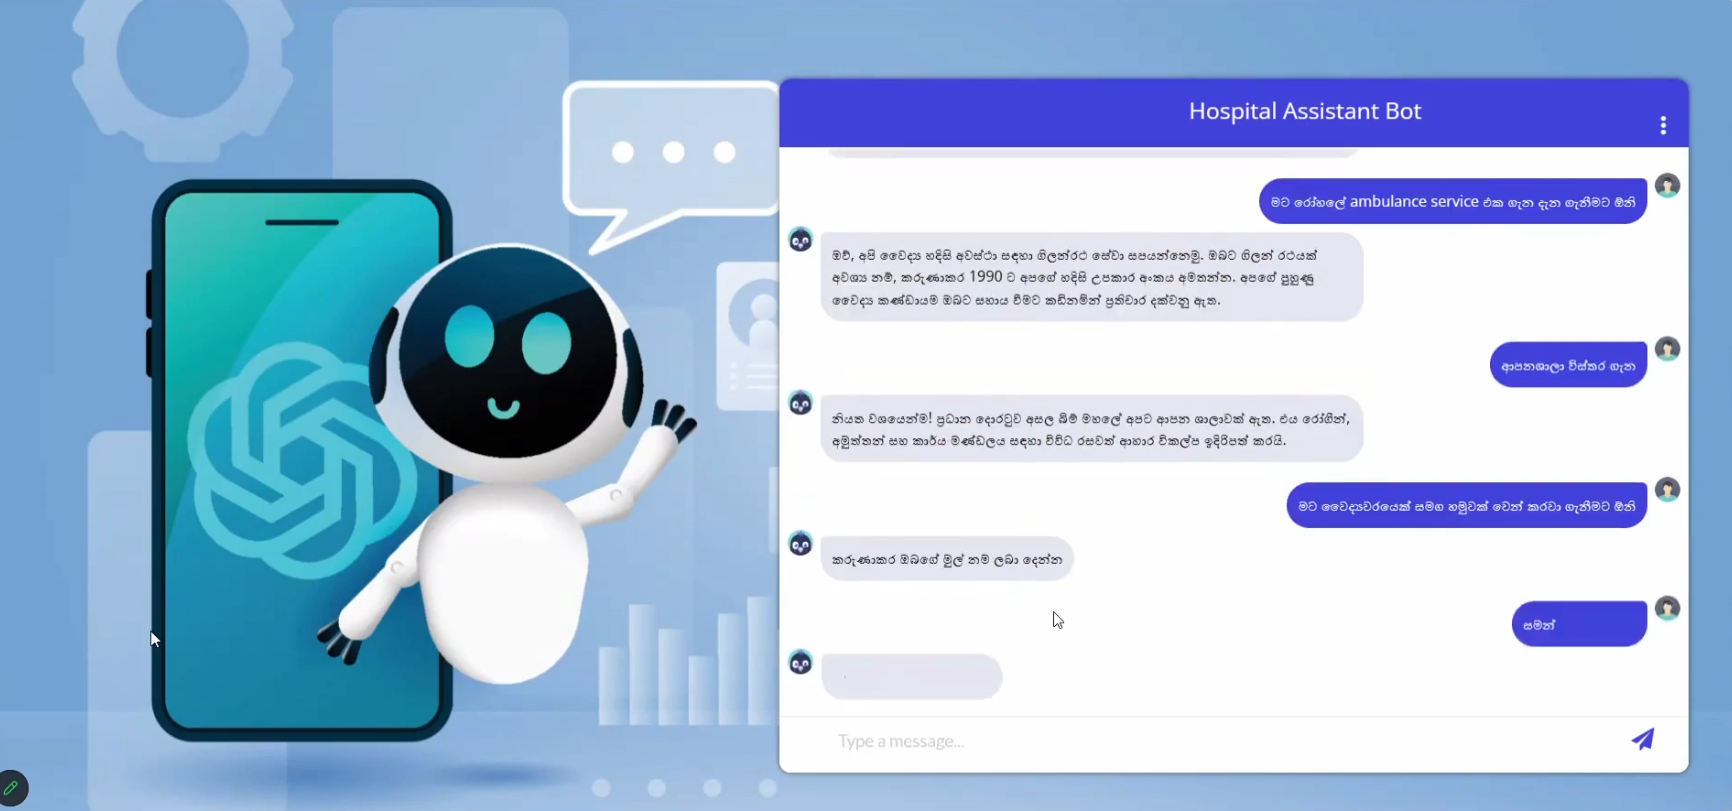 Hospital Assistant Bot
මට රෝහලේ ambulance service එක ගැන දැන ගැනීමට ඕනි
ඔව්, අපි වෛද්‍ය හදිසි අවස්ථා සඳහා ගිලන්රථ සේවා සපයන්නෙමු. ඔබට ගිලන් රථයක්
අවශ්‍ය නම්, කරුණාකර 1990 ට අපගේ හදිසි උපකාර අංකය අමතන්න. අපගේ පුහුණු
වෛද්‍ය කණ්ඩායම ඔබට සහාය වීමට කඩිනමින් ප්‍රතිචාර දක්වනු ඇත.
ආපනශාලා විස්තර ගැන
නියත වශයෙන්ම! ප්‍රධාන දොරටුව අසල බිම් මහලේ අපට ආපන ශාලාවක් ඇත. එය රෝගීන්,
අමුත්තන් සහ කාර්ය මණ්ඩලය සඳහා විවිධ රසවත් ආහාර විකල්ප ඉදිරිපත් කරයි.
මට වෛද්‍යවරයෙක් සමග හමුවක් වෙන් කරවා ගැනීමට ඕනි
කරුණාකර ඔබගේ මුල් නම ලබා දෙන්න
සමන්
Type a message...